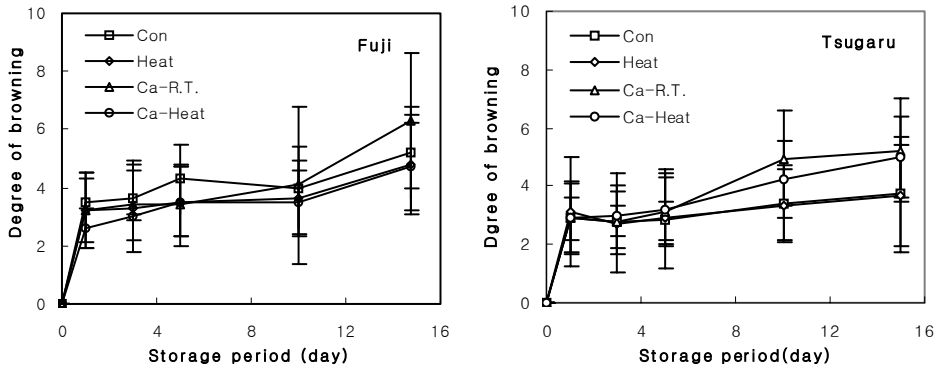 Fuji
Con
Heat
Ca-R.T.
Ca-Heat
Degree of browning
10
8
6
4
2
0
0 4 8 12 16
Storage period (day)
Tsugaru
Con
Heat
Ca-R.T.
Ca-Heat
Dgree of browning
10
8
6
4
2
0
0 4 8 12 16
Storage period(day)